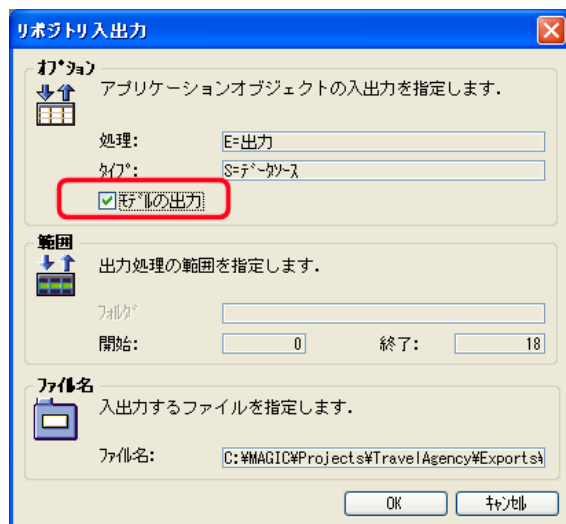 リポジトリ入出力
ｵﾌﾟｼｮﾝ
アプリケーションオブジェクトの入出力を指定します.
処理: E=出力
ﾀｲﾌﾟ: S=ﾃﾞｰﾀｿｰｽ
ﾓﾃﾞﾙの出力
範囲
出力処理の範囲を指定します.
ﾌｫﾙﾀﾞ
開始: 0 終了: 18
ﾌｧｲﾙ名
入出力するファイルを指定します.
ﾌｧｲﾙ名: C:¥MAGIC¥Projects¥TravelAgency¥Exports¥
OK ｷｬﾝｾﾙ